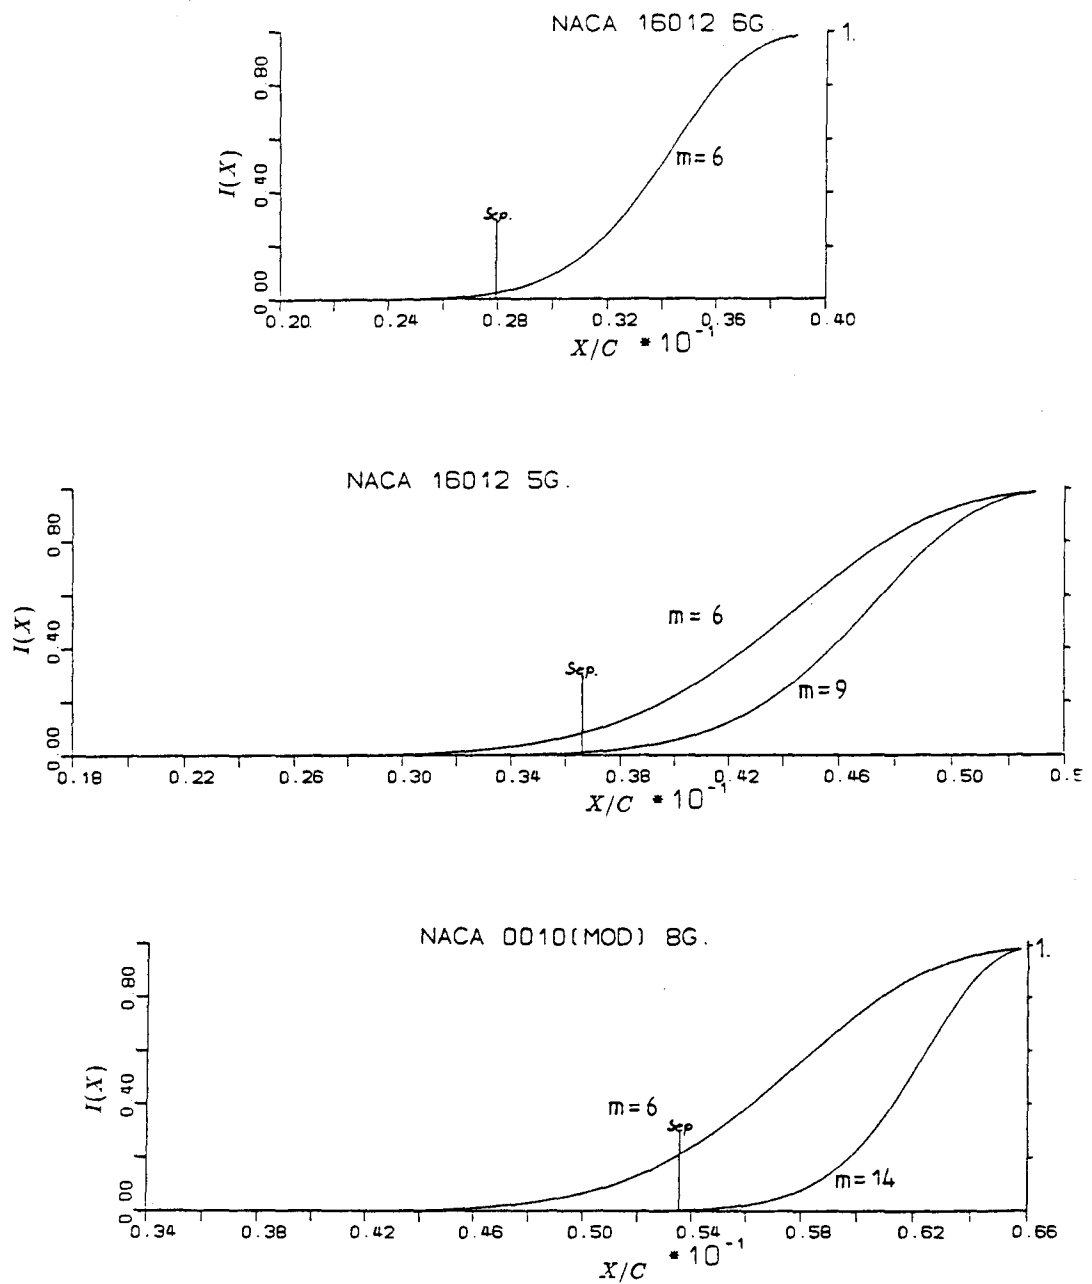 NACA 16012 6G.
1.
0.80
0.40
0.00
I(X)
m=6
Sep.
0.20 0.24 0.28 0.32 0.36 0.40
X/C * 10⁻¹
NACA 16012 5G.
0.80
0.40
0.00
I(X)
m=6
m=9
Sep.
0.18 0.22 0.26 0.30 0.34 0.38 0.42 0.46 0.50
X/C * 10⁻¹
NACA 0010(MOD) 8G.
1.
0.80
0.40
0.00
I(X)
m=6
Sep
m=14
0.34 0.38 0.42 0.46 0.50 0.54 0.58 0.62 0.66
X/C * 10⁻¹